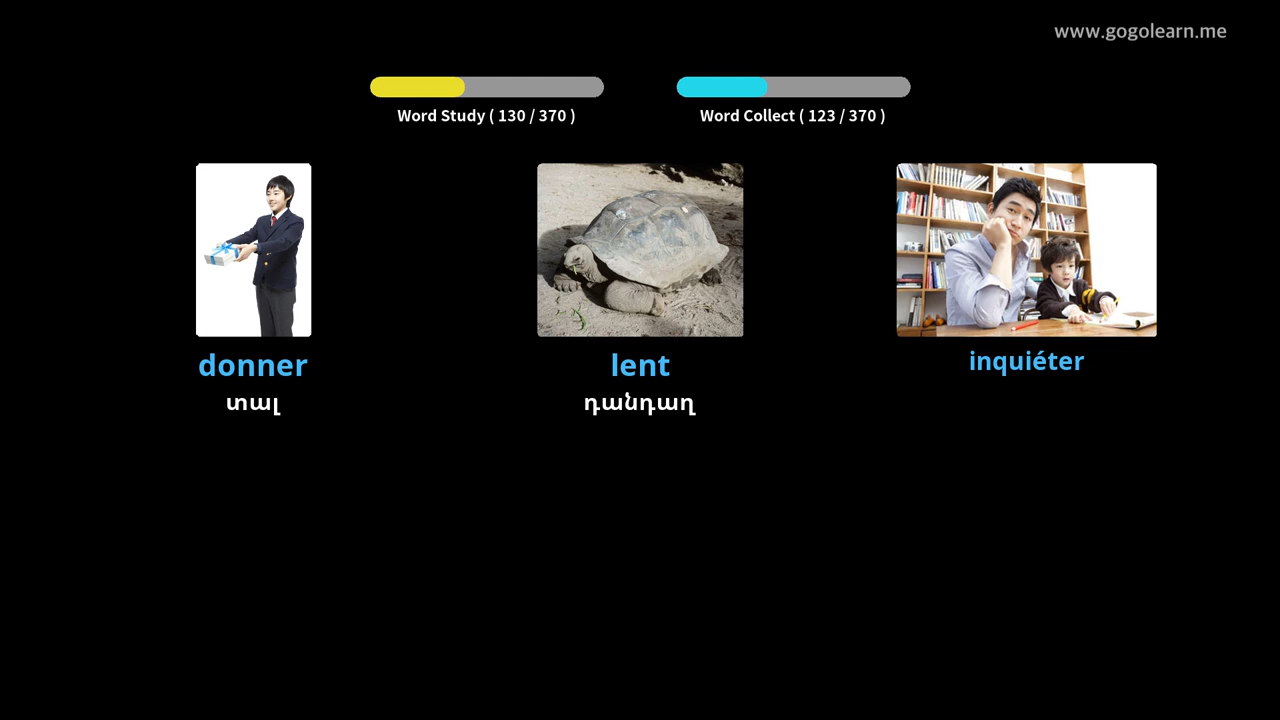 www.gogolearn.me
Word Study ( 130 / 370 )
Word Collect ( 123 / 370 )
donner
lent
inquiéter
տալ
դանդաղ